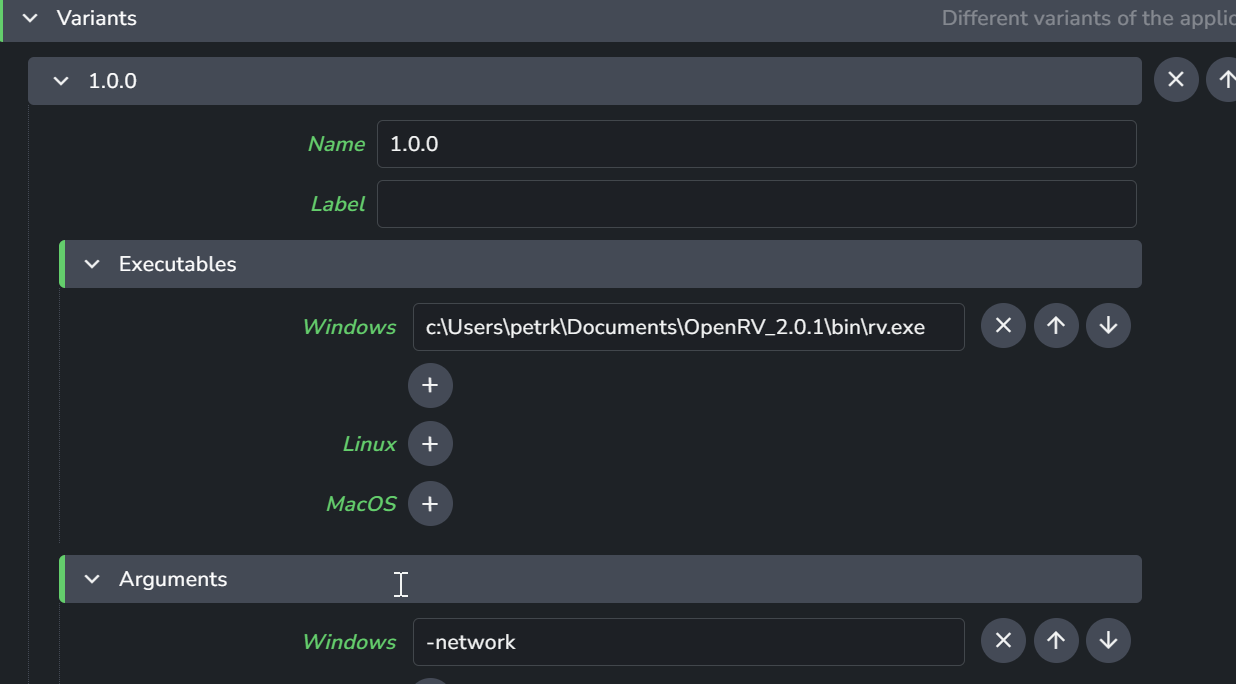 Variants Different variants of the applic
1.0.0
Name 1.0.0
Label
Executables
Windows c:\Users\petrk\Documents\OpenRV_2.0.1\bin\rv.exe
Linux
MacOS
Arguments
Windows -network